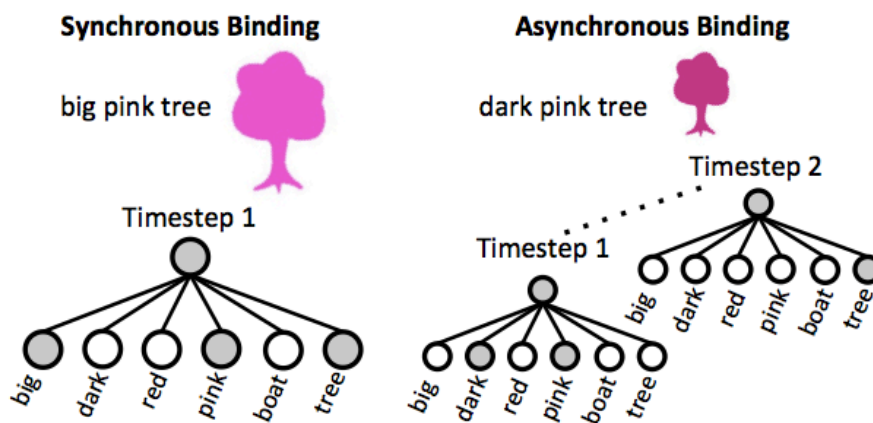 Synchronous Binding
big pink tree
Timestep 1
big
dark
red
pink
boat
tree
Asynchronous Binding
dark pink tree
Timestep 2
big
dark
red
pink
boat
tree
Timestep 1
big
dark
red
pink
boat
tree